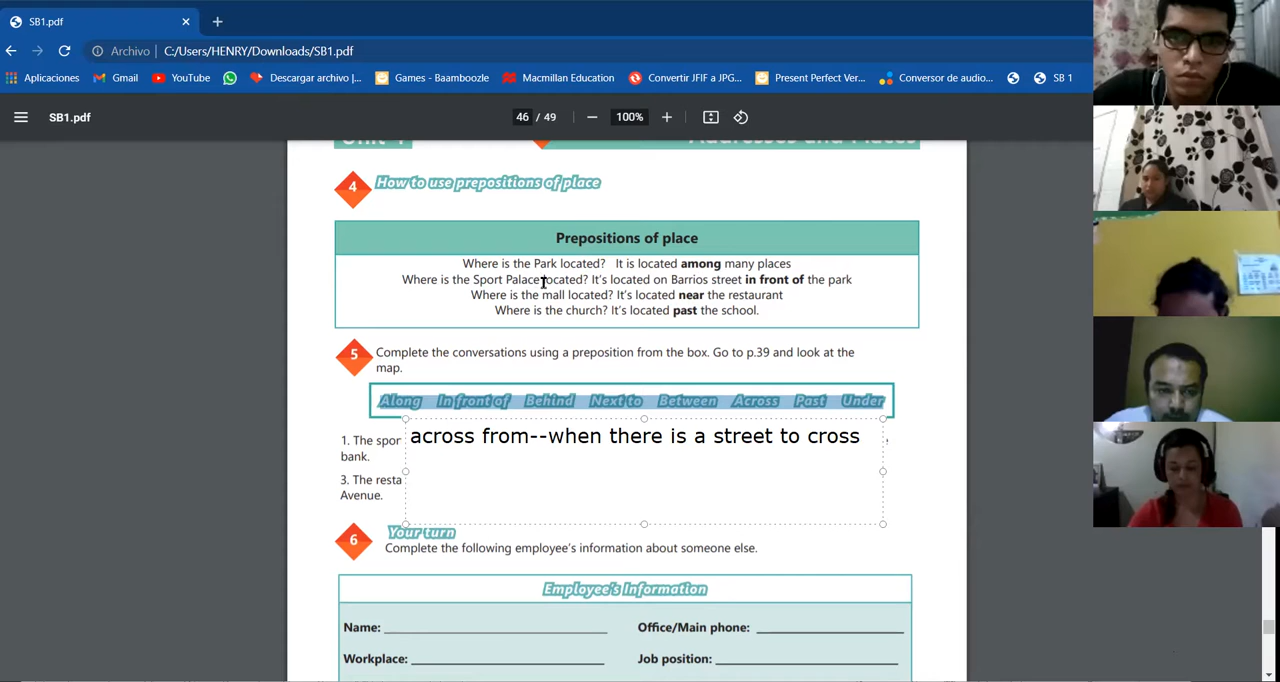 SB1.pdf
Archivo | C:/Users/HENRY/Downloads/SB1.pdf
Aplicaciones Gmail YouTube Descargar archivo |... Games - Baamboozle Macmillan Education Convertir JFIF a JPG... Present Perfect Ver... Conversor de audio... SB 1
SB1.pdf 46 / 49 100%
Addresses and Places
4 How to use prepositions of place
Prepositions of place
Where is the Park located? It is located among many places
Where is the Sport Palace located? It's located on Barrios street in front of the park
Where is the mall located? It's located near the restaurant
Where is the church? It's located past the school.
5 Complete the conversations using a preposition from the box. Go to p.39 and look at the
map.
Along In front of Behind Next to Between Across Past Under
across from--when there is a street to cross
1. The spor
bank.
3. The resta
Avenue.
6 Your turn
Complete the following employee's information about someone else.
Employee's Information
Name: Office/Main phone:
Workplace: Job position: